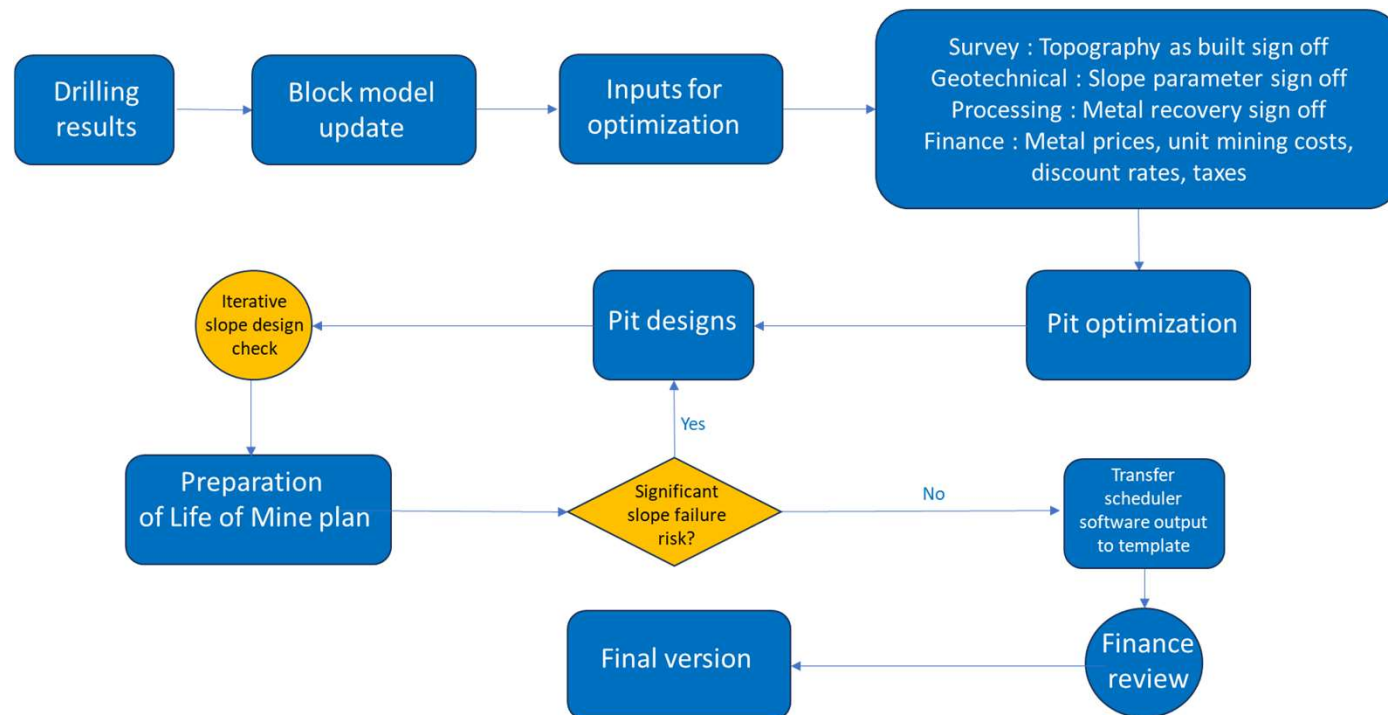 Drilling
results
Block model
update
Inputs for
optimization
Survey : Topography as built sign off
Geotechnical : Slope parameter sign off
Processing : Metal recovery sign off
Finance : Metal prices, unit mining costs,
discount rates, taxes
Pit optimization
Pit designs
Iterative
slope design
check
Preparation
of Life of Mine plan
Significant
slope failure
risk?
Yes
No
Transfer
scheduler
software output
to template
Finance
review
Final version